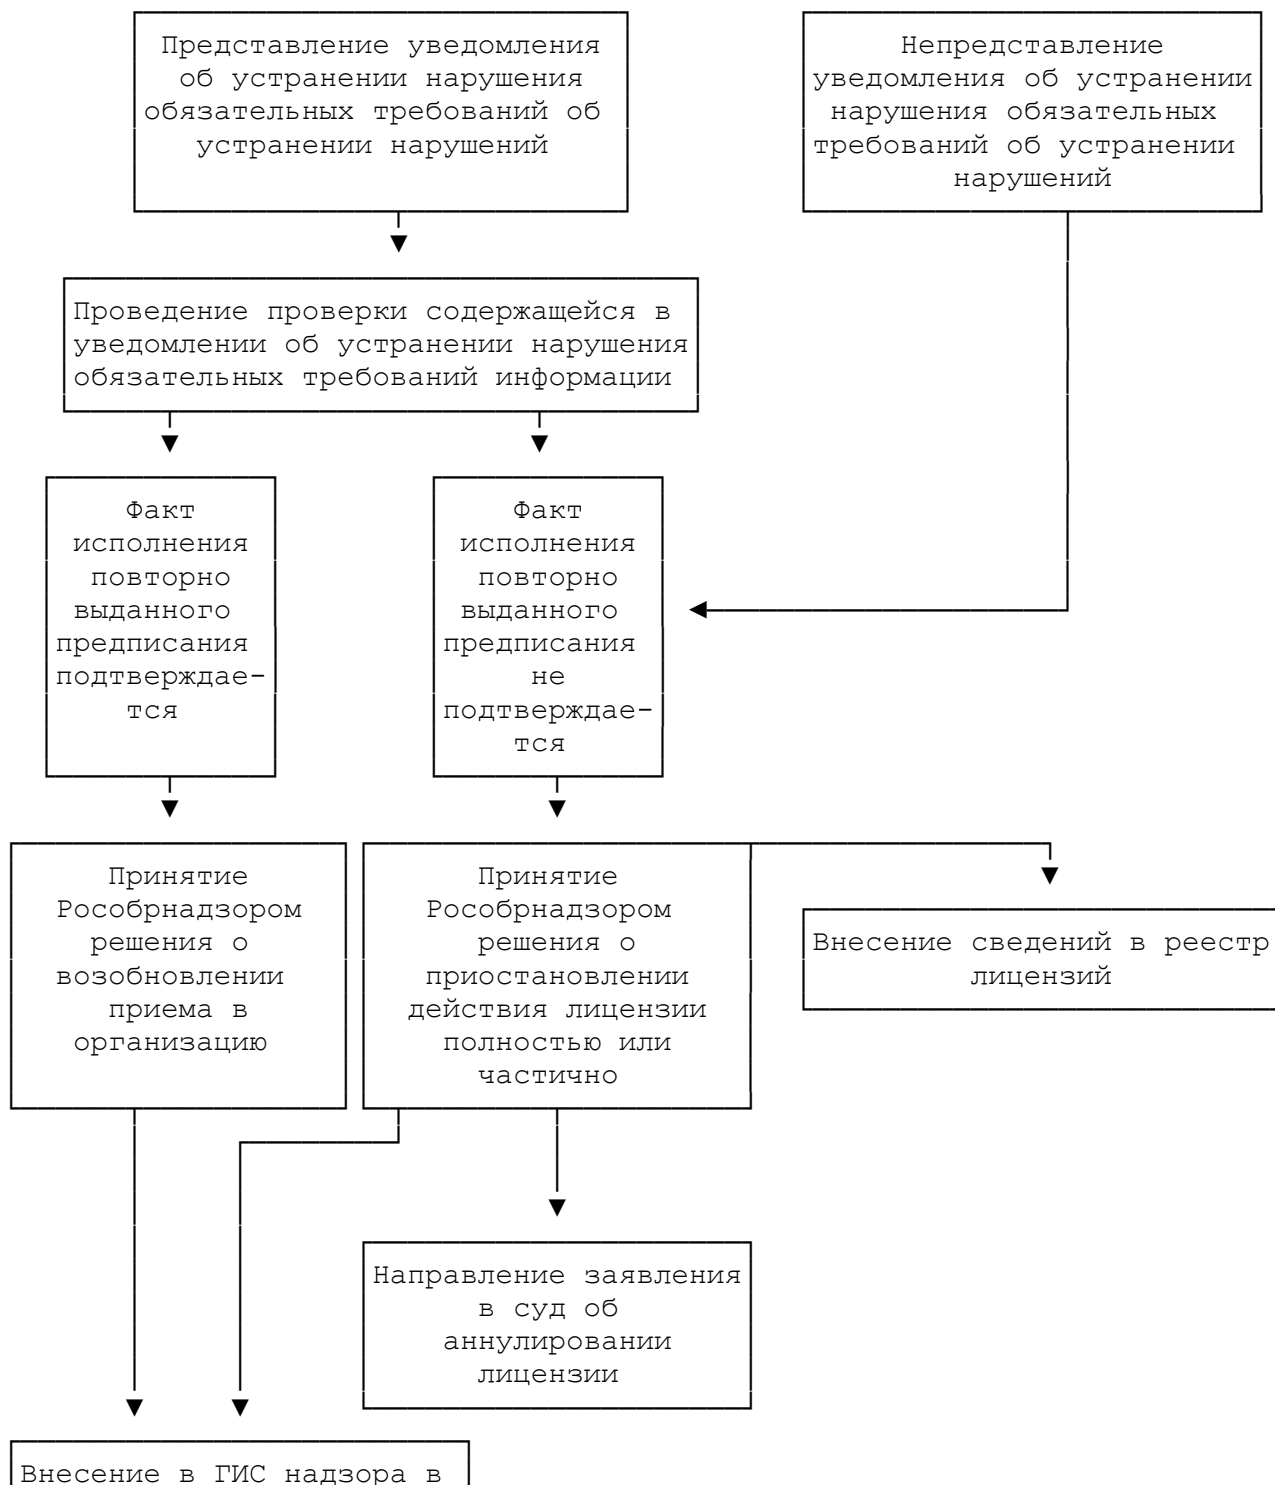 Представление уведомления
об устранении нарушения
обязательных требований об
устранении нарушений
Непредставление
уведомления об устранении
нарушения обязательных
требований об устранении
нарушений
Проведение проверки содержащейся в
уведомлении об устранении нарушения
обязательных требований информации
Факт
исполнения
повторно
выданного
предписания
подтверждае-
тся
Факт
исполнения
повторно
выданного
предписания
не
подтверждае-
тся
Принятие
Рособрнадзором
решения о
возобновлении
приема в
организацию
Принятие
Рособрнадзором
решения о
приостановлении
действия лицензии
полностью или
частично
Внесение сведений в реестр
лицензий
Направление заявления
в суд об
аннулировании
лицензии
Внесение в ГИС надзора в